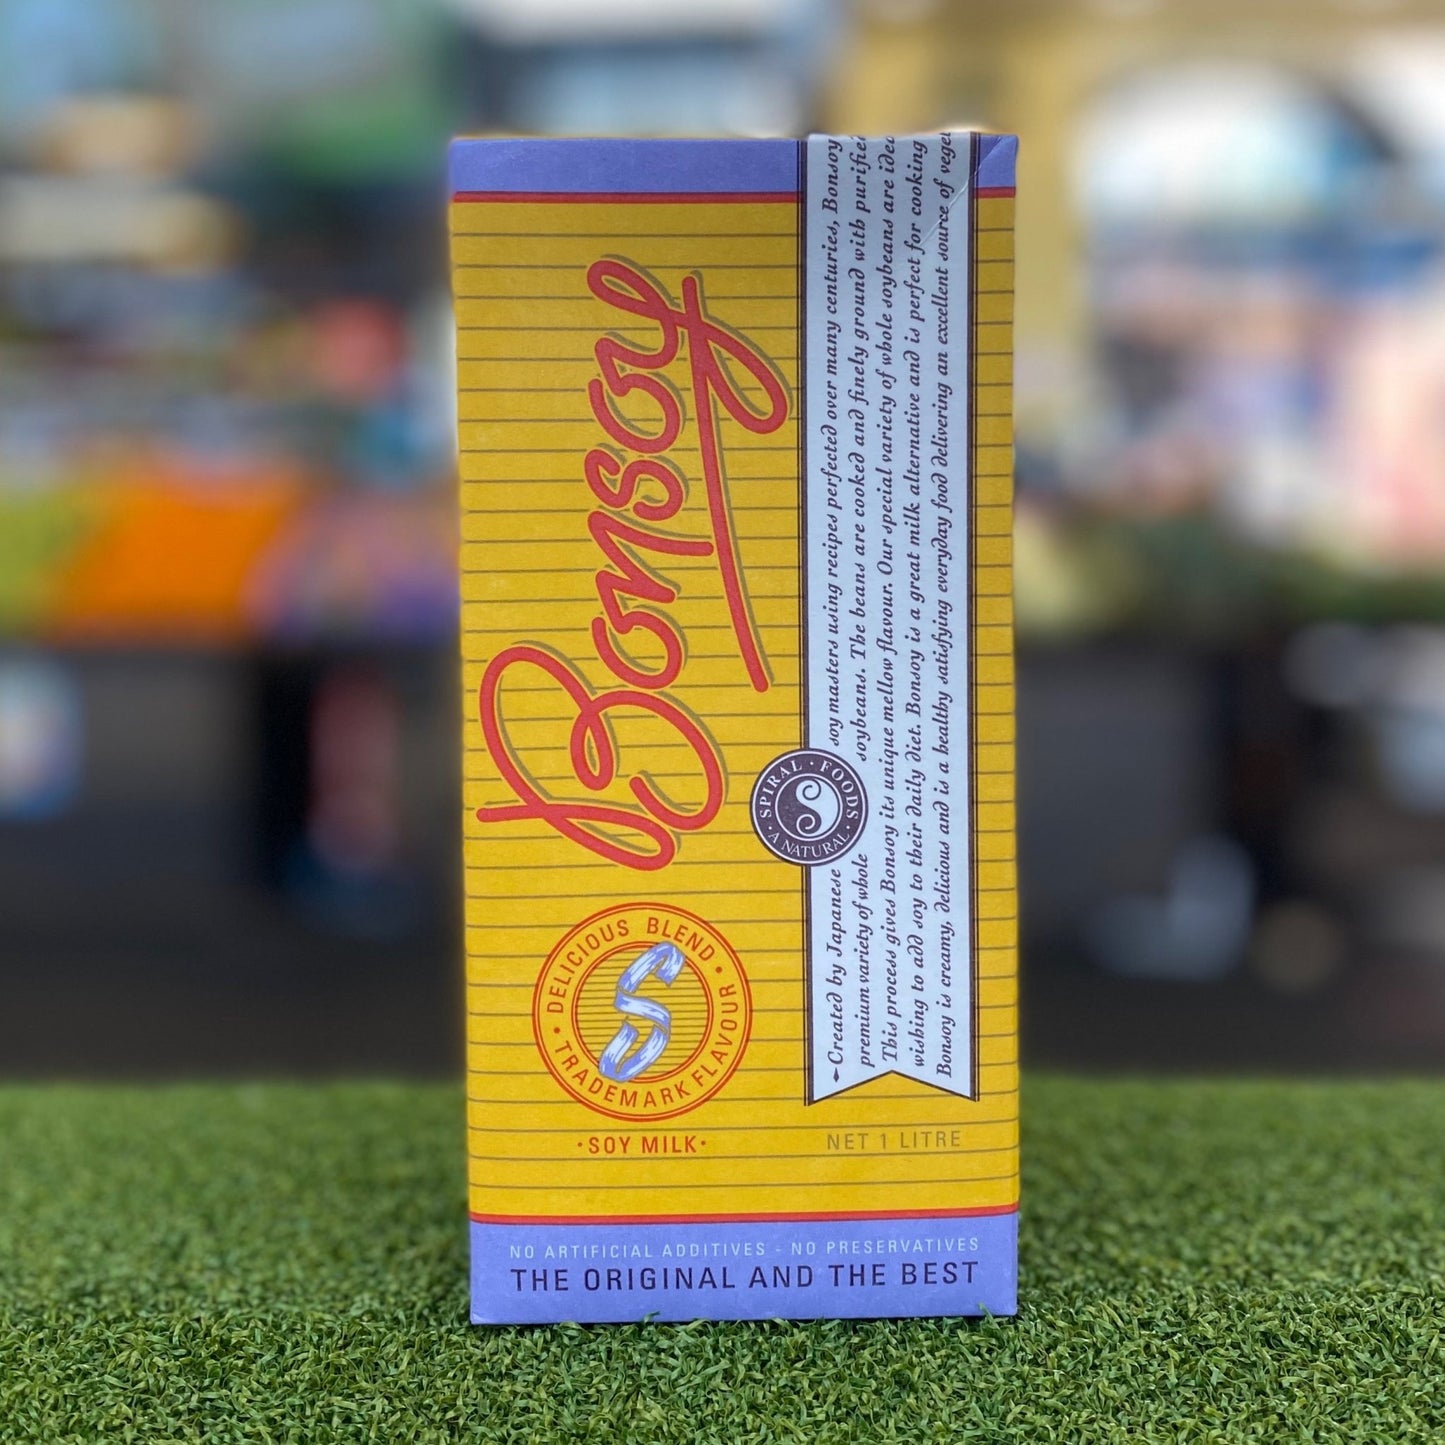 Bonsoy
Created by Japanese soy masters using recipes perfected over many centuries, Bonsoy
premium variety of whole soybeans. The beans are cooked and finely ground with purified
This process gives Bonsoy its unique mellow flavour. Our special variety of whole soybeans are
wishing to add soy to their daily diet. Bonsoy is a great milk alternative and is perfect for cooking
Bonsoy is creamy, delicious and is a healthy satisfying everyday food delivering an excellent source of
SPIRAL · FOODS
· A NATURAL ·
· DELICIOUS BLEND ·
TRADEMARK FLAVOUR
S
·SOY MILK·
NET 1 LITRE
NO ARTIFICIAL ADDITIVES - NO PRESERVATIVES
THE ORIGINAL AND THE BEST